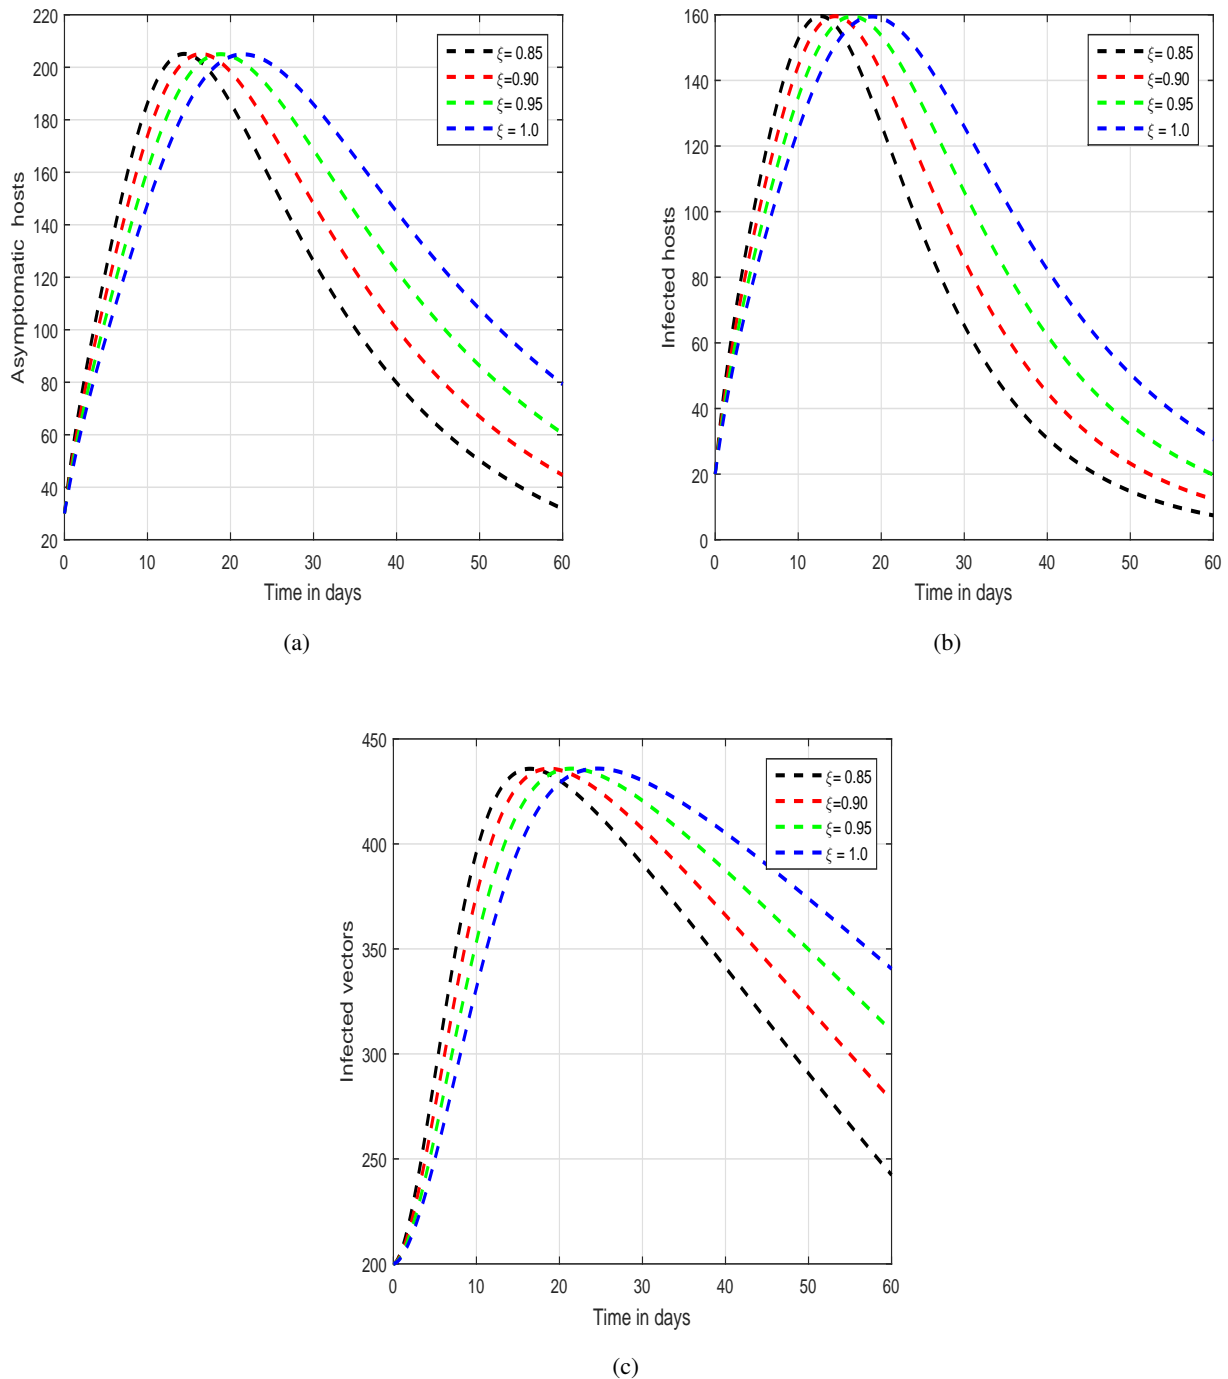 220
200
180
160
140
120
100
80
60
40
20
Asymptomatic hosts
0 10 20 30 40 50 60
Time in days
ξ= 0.85
ξ=0.90
ξ= 0.95
ξ = 1.0
(a)
160
140
120
100
80
60
40
20
0
Infected hosts
0 10 20 30 40 50 60
Time in days
ξ= 0.85
ξ=0.90
ξ= 0.95
ξ = 1.0
(b)
450
400
350
300
250
200
Infected vectors
0 10 20 30 40 50 60
Time in days
ξ= 0.85
ξ=0.90
ξ= 0.95
ξ = 1.0
(c)